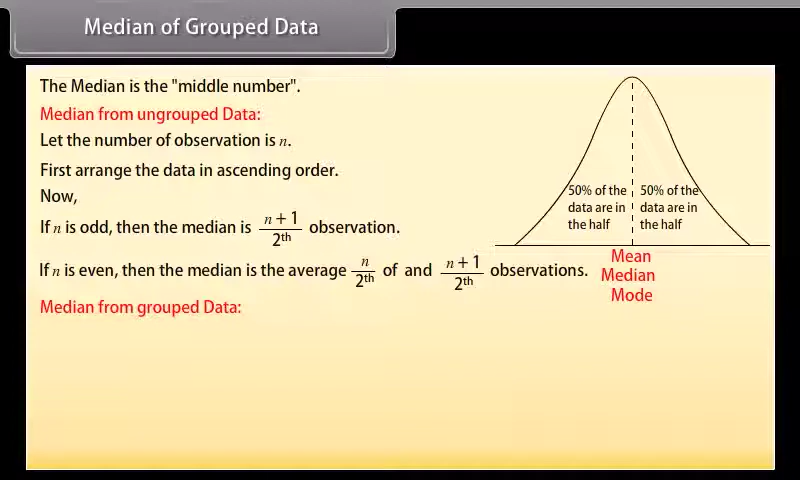 Median of Grouped Data
The Median is the "middle number".
Median from ungrouped Data:
Let the number of observation is n.
First arrange the data in ascending order.
Now,
If n is odd, then the median is (n + 1)/2th observation.
If n is even, then the median is the average n/2th of and (n + 1)/2th observations.
Median from grouped Data:
50% of the
data are in
the half
50% of the
data are in
the half
Mean
Median
Mode